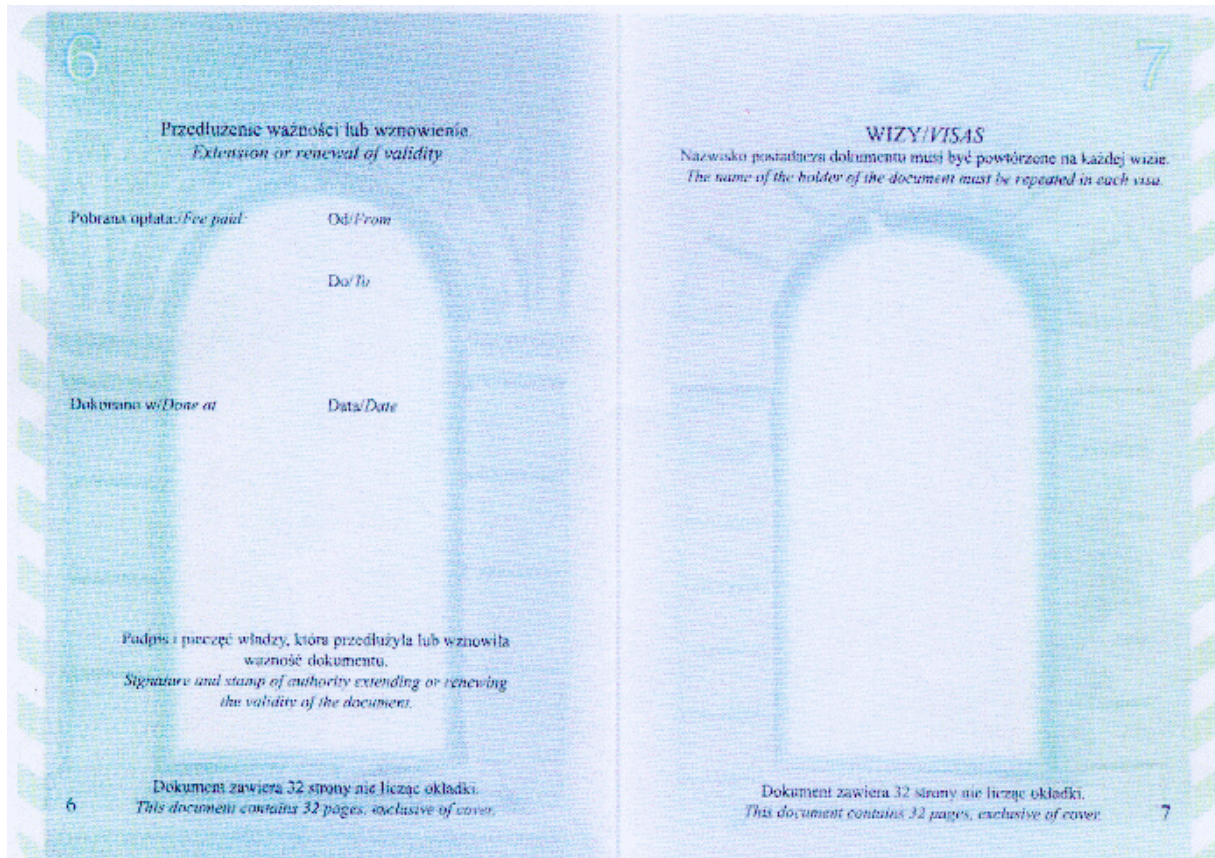 6
Przedłużenie ważności lub wznowienie
Extension or renewal of validity
Pobrana opłata:/Fee paid: Od/From
Do/To
Dokonano w/Done at Data/Date
Podpis i pieczęć władzy, która przedłużyła lub wznowiła
ważność dokumentu.
Signature and stamp of authority extending or renewing
the validity of the document.
Dokument zawiera 32 strony nie licząc okładki.
6 This document contains 32 pages, exclusive of cover.
7
WIZY/VISAS
Nazwisko posiadacza dokumentu musi być powtórzone na każdej wizie.
The name of the holder of the document must be repeated in each visa.
Dokument zawiera 32 strony nie licząc okładki.
This document contains 32 pages, exclusive of cover. 7